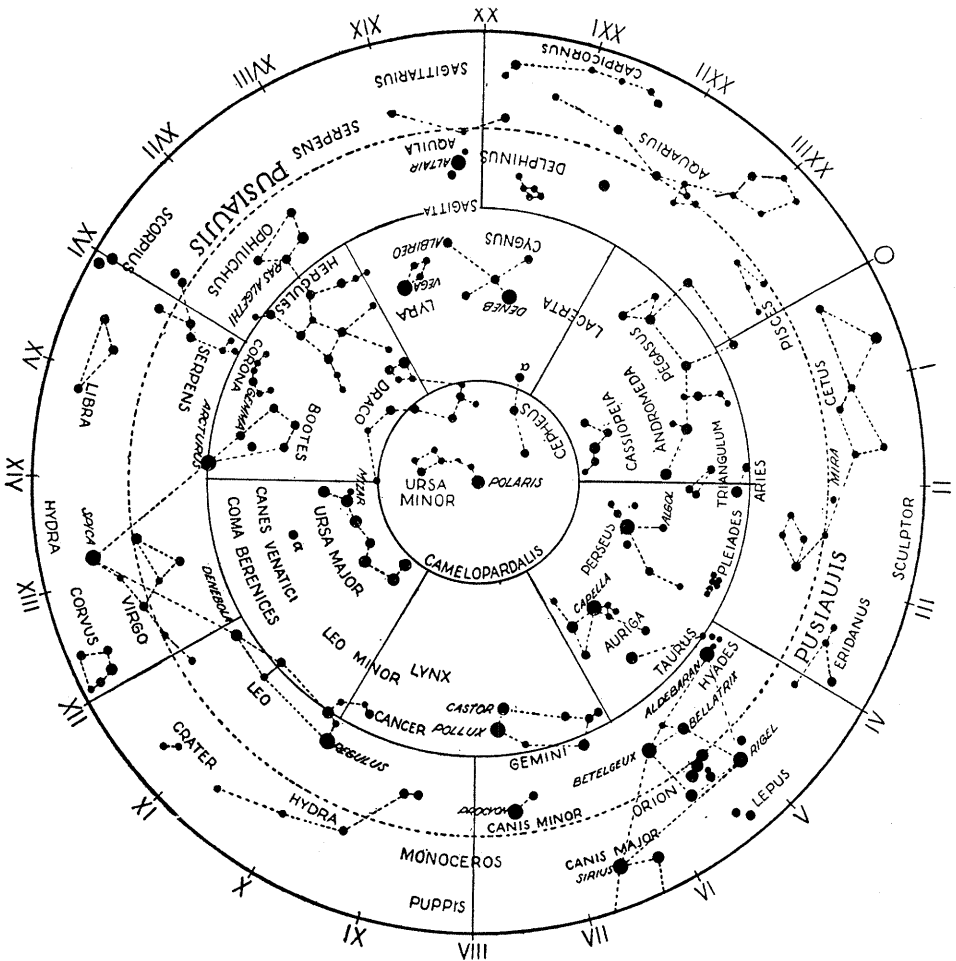 XX
XXI
XXII
XXIII
O
I
II
III
IV
V
VI
VII
VIII
IX
X
XI
XII
XIII
XIV
XV
XVI
XVII
XVIII
XIX
CARPICORNUS
AQUARIUS
DELPHINUS
PISCES
CETUS
MIRA
SCULPTOR
PUSIAUJIS
ERIDANUS
ARIES
TRIANGULUM
PLEIADES
PEGASUS
ANDROMEDA
CASSIOPEIA
LACERTA
ALGOL
PERSEUS
CAPELLA
AURIGA
TAURUS
HYADES
ALDEBARAN
BELLATRIX
RIGEL
BETELGEUX
ORION
LEPUS
CANIS MAJOR
SIRIUS
GEMINI
CASTOR
POLLUX
PROCYON
CANIS MINOR
MONOCEROS
PUPPIS
CANCER
LYNX
LEO MINOR
LEO
REGULUS
HYDRA
CRATER
DENEBOLA
VIRGO
CORVUS
HYDRA
SPICA
COMA BERENICES
CANES VENATICI
α
URSA MAJOR
MIZAR
ARCTURUS
BOOTES
GEMMA
CORONA
SERPENS
LIBRA
SCORPIUS
PUSIAUJIS
OPHIUCHUS
RAS ALGETHI
HERGULES
DRACO
SERPENS
SAGITTARIUS
AQUILA
ALTAIR
SAGITTA
ALBIREO
CYGNUS
VEGA
LYRA
DENEB
α
CEPHEUS
URSA
MINOR
POLARIS
CAMELOPARDALIS